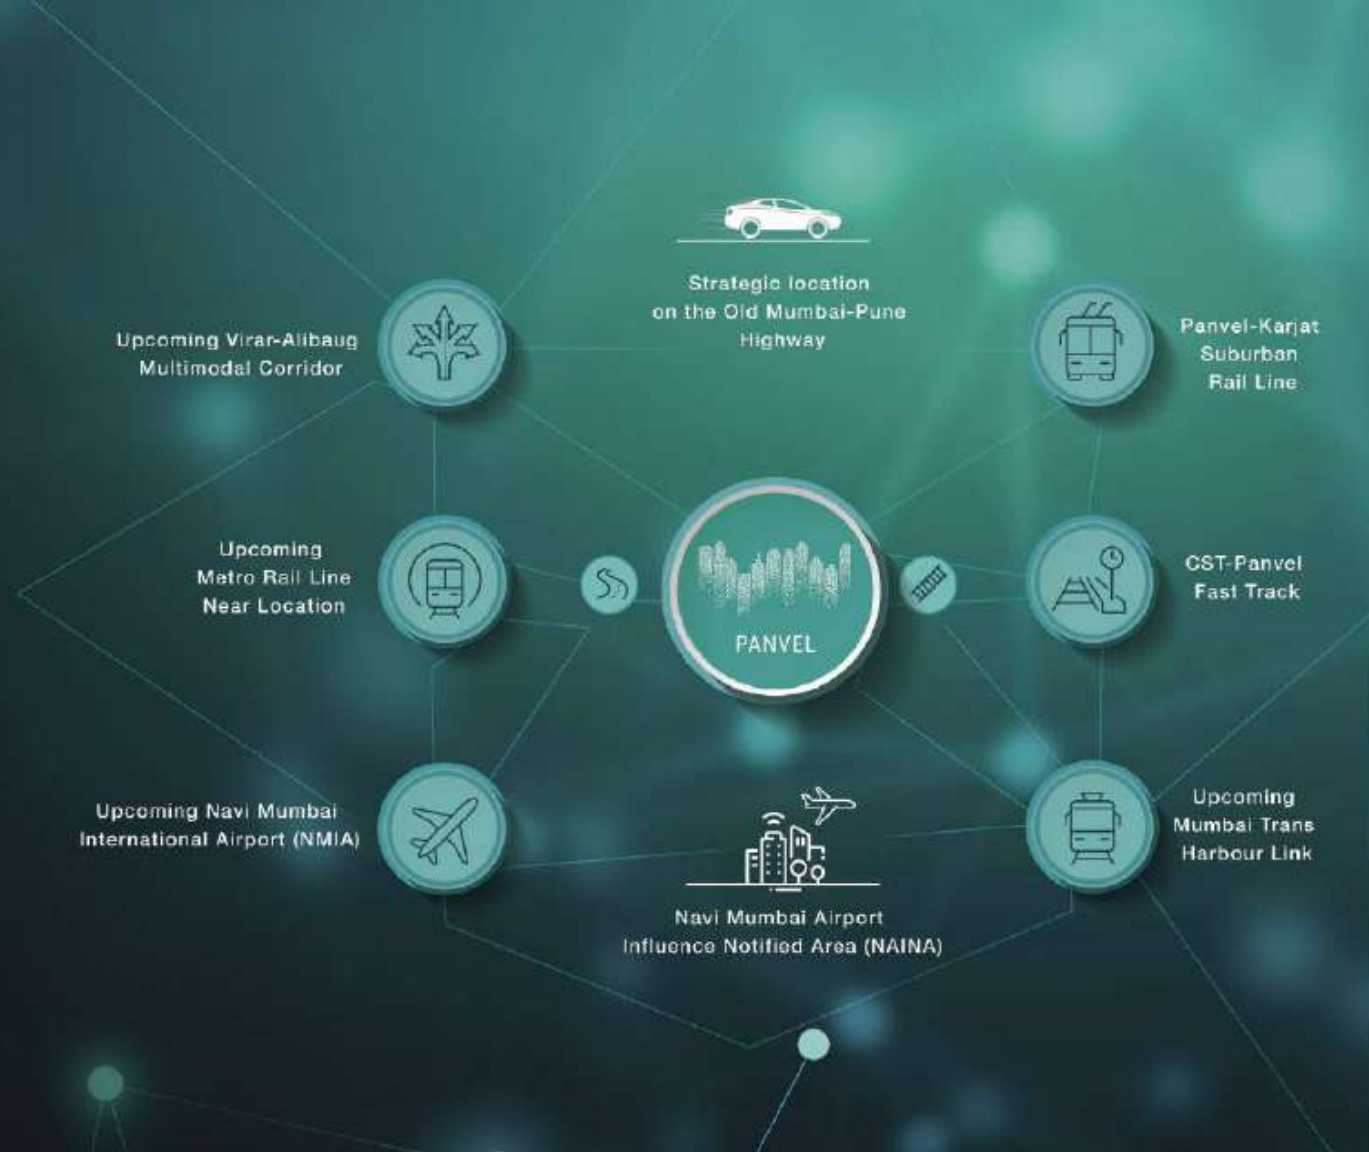 Strategic location
on the Old Mumbai-Pune
Highway
Upcoming Virar-Alibaug
Multimodal Corridor
Panvel-Karjat
Suburban
Rail Line
Upcoming
Metro Rail Line
Near Location
PANVEL
CST-Panvel
Fast Track
Upcoming Navi Mumbai
International Airport (NMIA)
Upcoming
Mumbai Trans
Harbour Link
Navi Mumbai Airport
Influence Notified Area (NAINA)